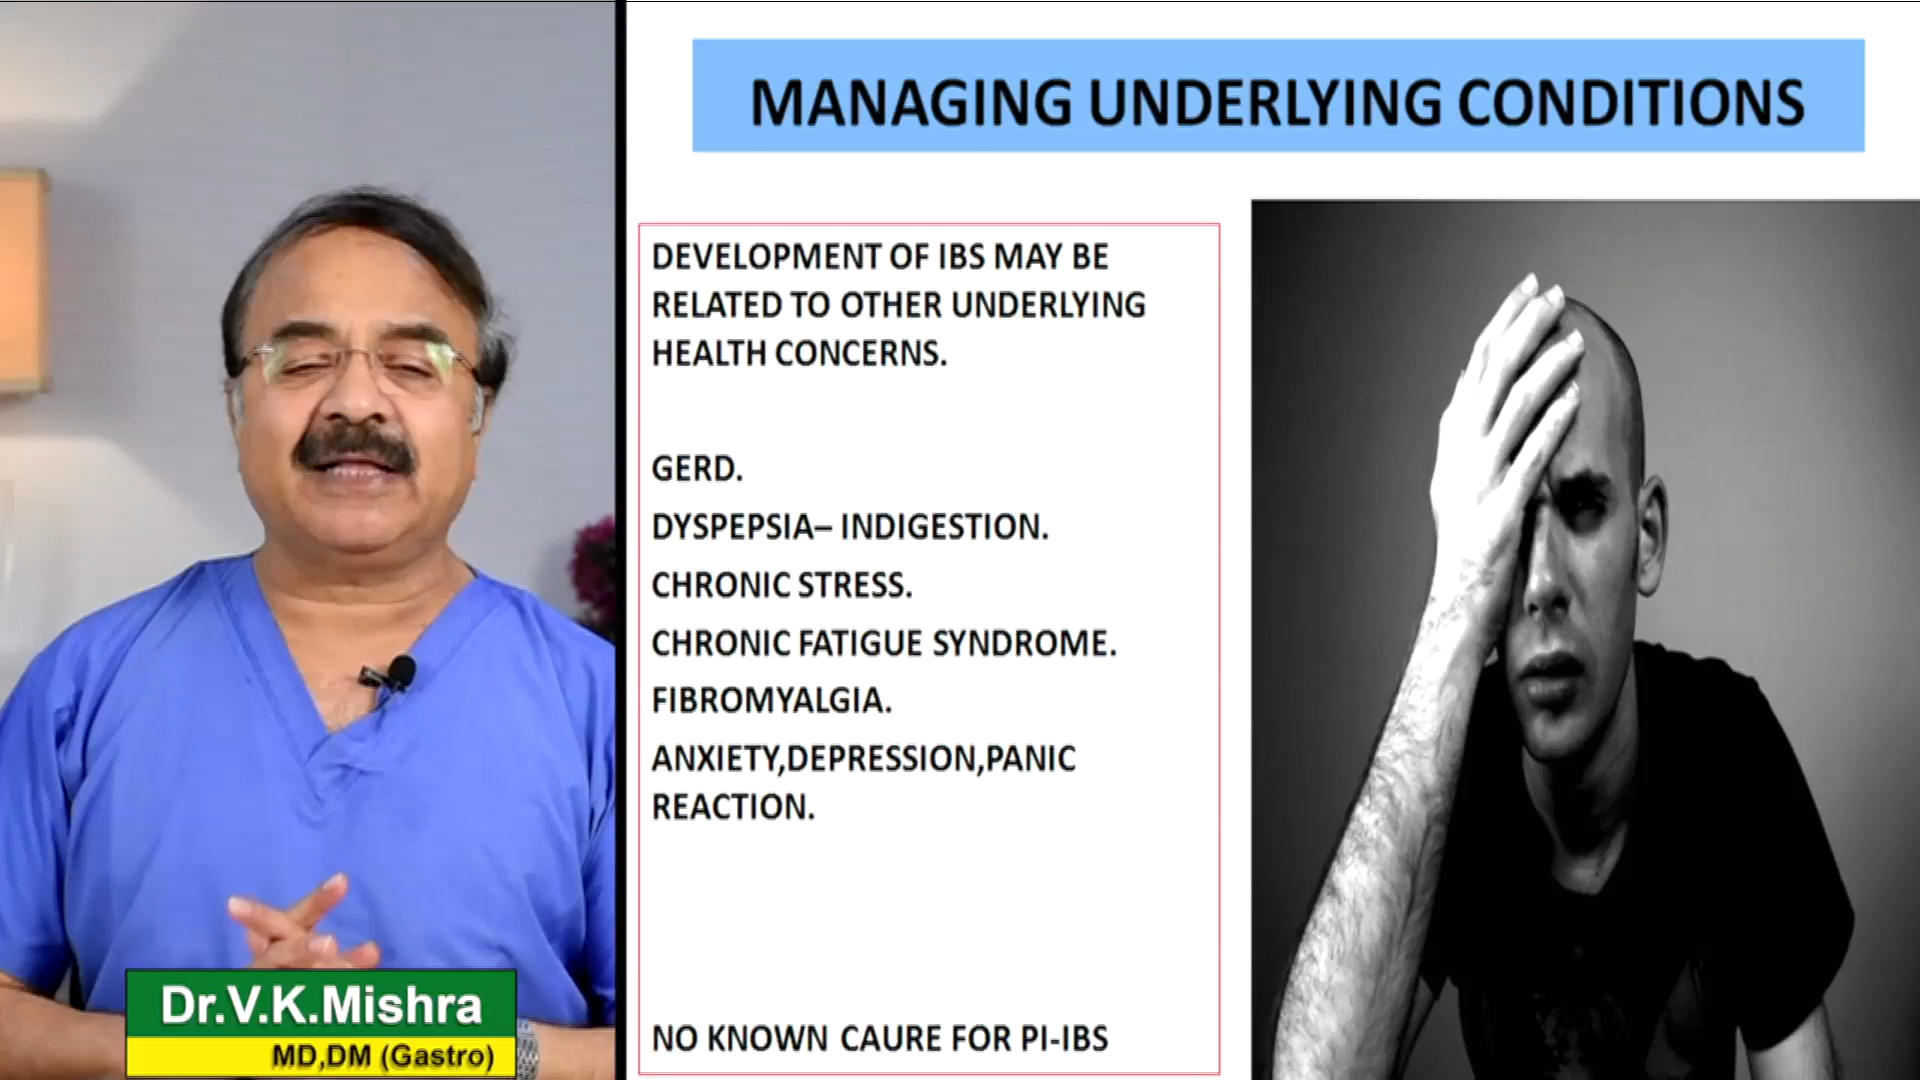 MANAGING UNDERLYING CONDITIONS
DEVELOPMENT OF IBS MAY BE
RELATED TO OTHER UNDERLYING
HEALTH CONCERNS.
GERD.
DYSPEPSIA– INDIGESTION.
CHRONIC STRESS.
CHRONIC FATIGUE SYNDROME.
FIBROMYALGIA.
ANXIETY,DEPRESSION,PANIC
REACTION.
NO KNOWN CAURE FOR PI-IBS
Dr.V.K.Mishra
MD,DM (Gastro)